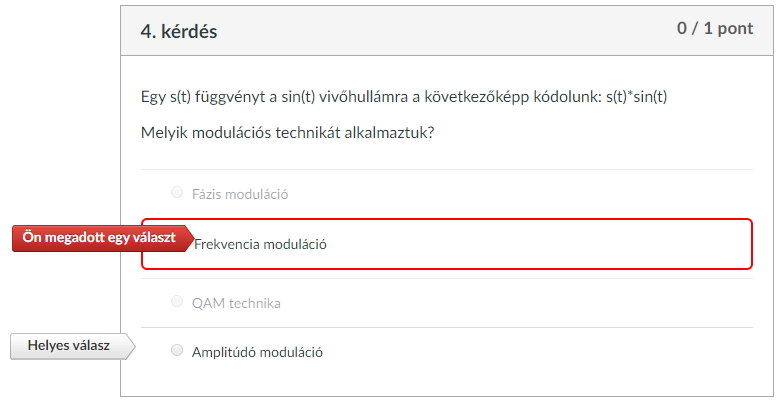 4. kérdés
0 / 1 pont
Egy s(t) függvényt a sin(t) vivőhullámra a következőképp kódolunk: s(t)*sin(t)
Melyik modulációs technikát alkalmaztuk?
Fázis moduláció
Ön megadott egy választ
Frekvencia moduláció
QAM technika
Helyes válasz
Amplitúdó moduláció